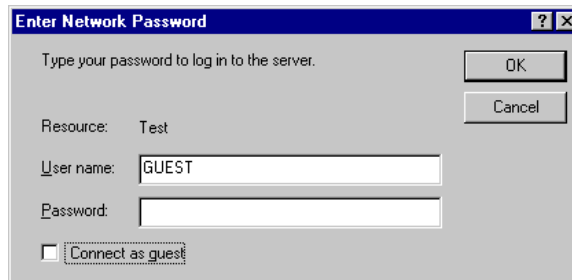 Enter Network Password
Type your password to log in to the server.
OK
Cancel
Resource: Test
User name: GUEST
Password:
Connect as guest